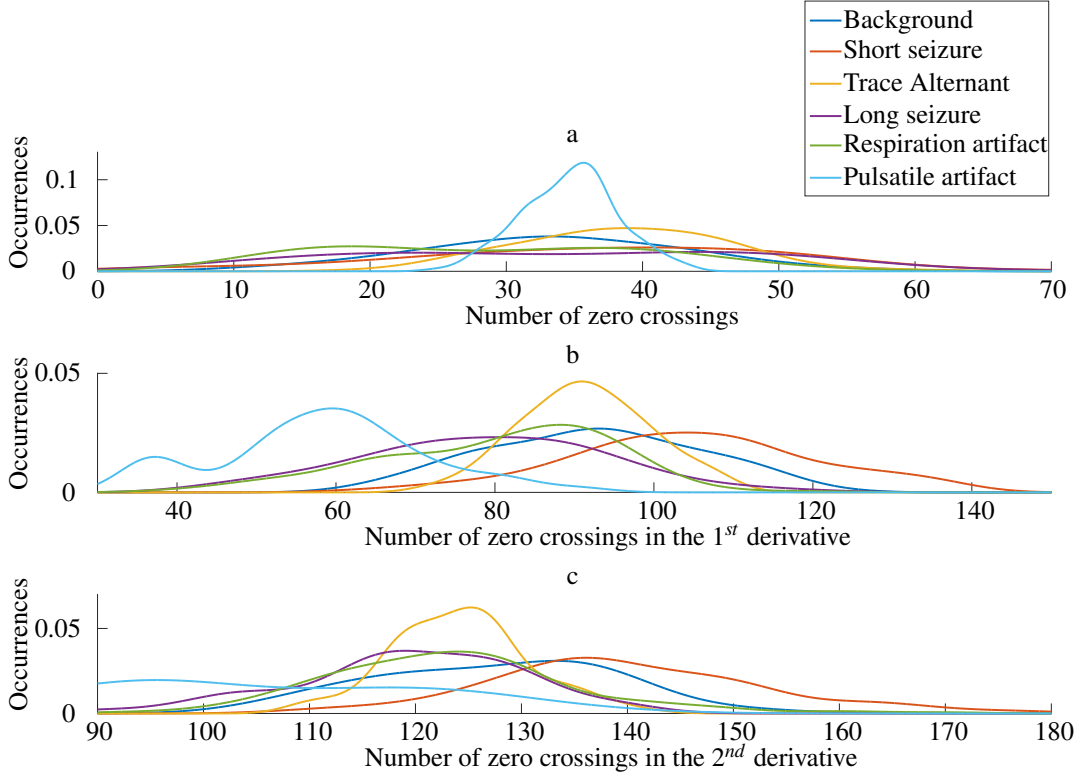 Background
Short seizure
Trace Alternant
Long seizure
Respiration artifact
Pulsatile artifact
a
Occurrences
0.1
0.05
0
0 10 20 30 40 50 60 70
Number of zero crossings
b
Occurrences
0.05
0
40 60 80 100 120 140
Number of zero crossings in the 1st derivative
c
Occurrences
0.05
0
90 100 110 120 130 140 150 160 170 180
Number of zero crossings in the 2nd derivative